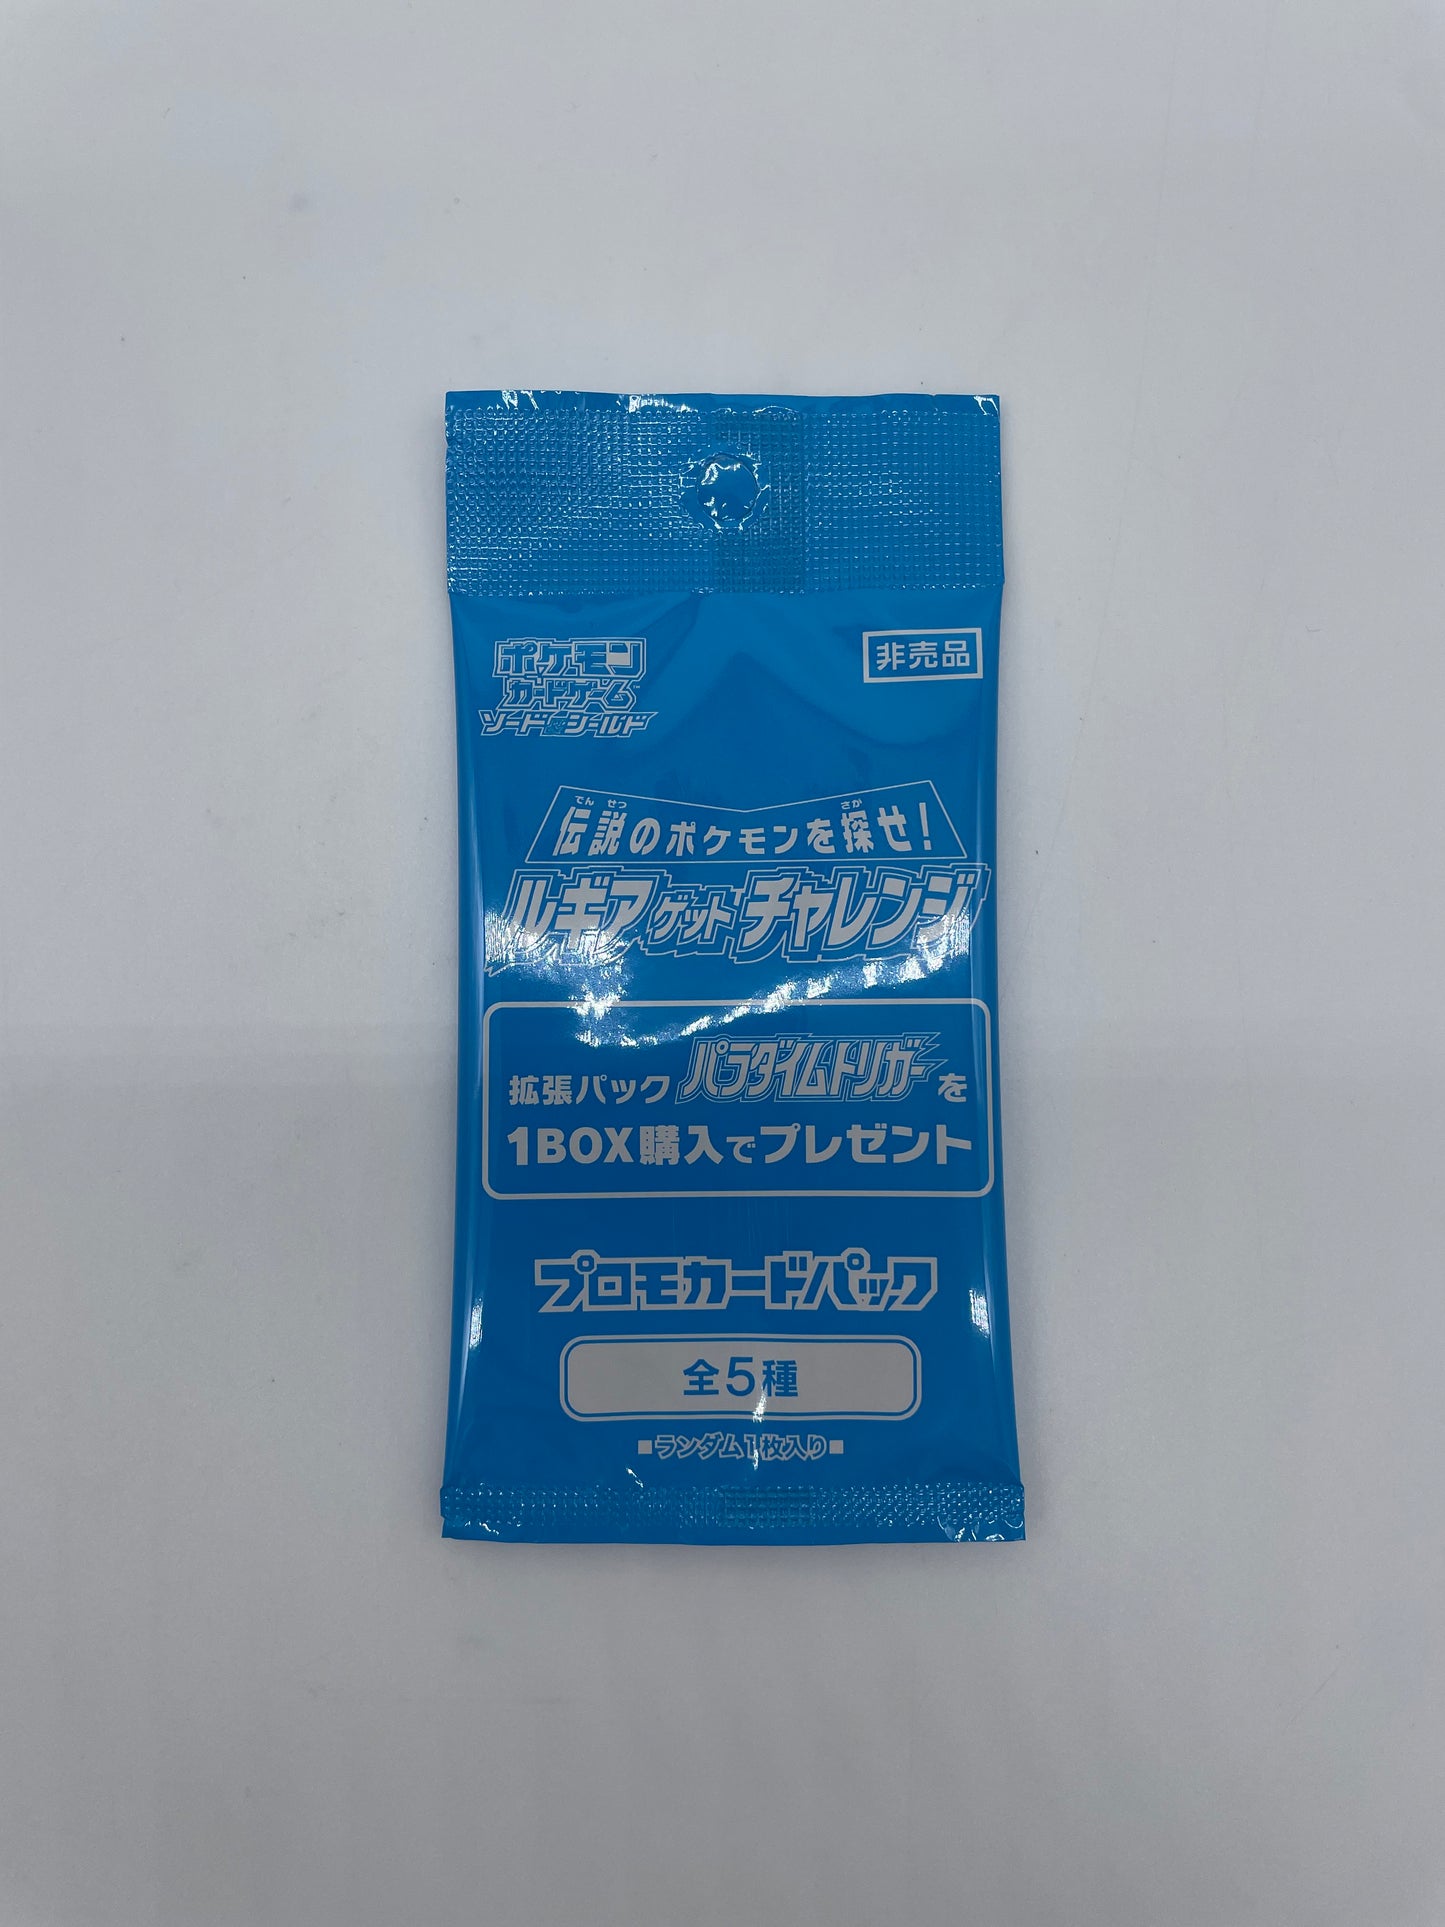 ポケモン
カードゲーム™
ソード&シールド
非売品
でん せつ さが
伝説のポケモンを探せ!
ルギアゲットチャレンジ
拡張パック パラダイムトリガー を
1BOX購入でプレゼント
プロモカードパック
全5種
■ランダム1枚入り■